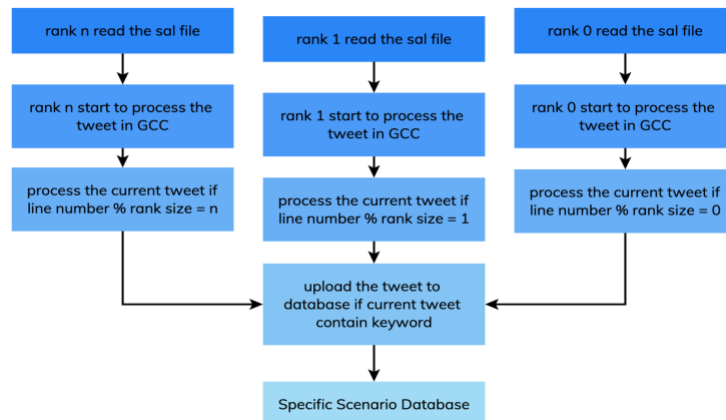 rank n read the sal file
rank n start to process the
tweet in GCC
process the current tweet if
line number % rank size = n
rank 1 read the sal file
rank 1 start to process the
tweet in GCC
process the current tweet if
line number % rank size = 1
rank 0 read the sal file
rank 0 start to process the
tweet in GCC
process the current tweet if
line number % rank size = 0
upload the tweet to
database if current tweet
contain keyword
Specific Scenario Database